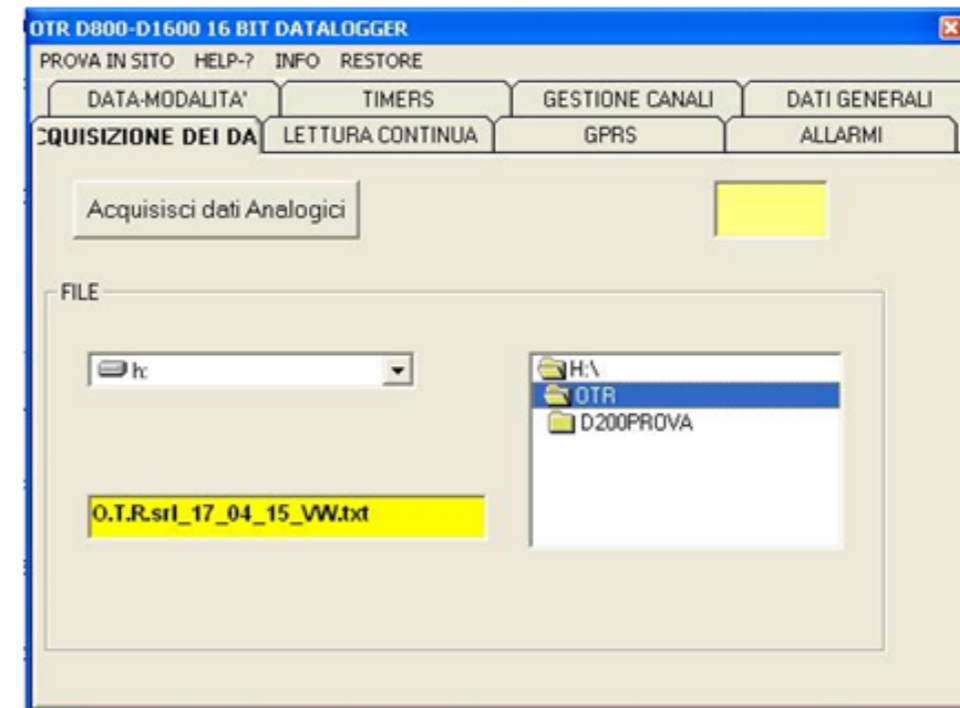 OTR D800-D1600 16 BIT DATALOGGER
PROVA IN SITO HELP-? INFO RESTORE
DATA-MODALITA' TIMERS GESTIONE CANALI DATI GENERALI
CQUISIZIONE DEI DA LETTURA CONTINUA GPRS ALLARMI
Acquisisci dati Analogici
FILE
h:
H:\
OTR
D200PROVA
O.T.R.srl_17_04_15_VW.txt